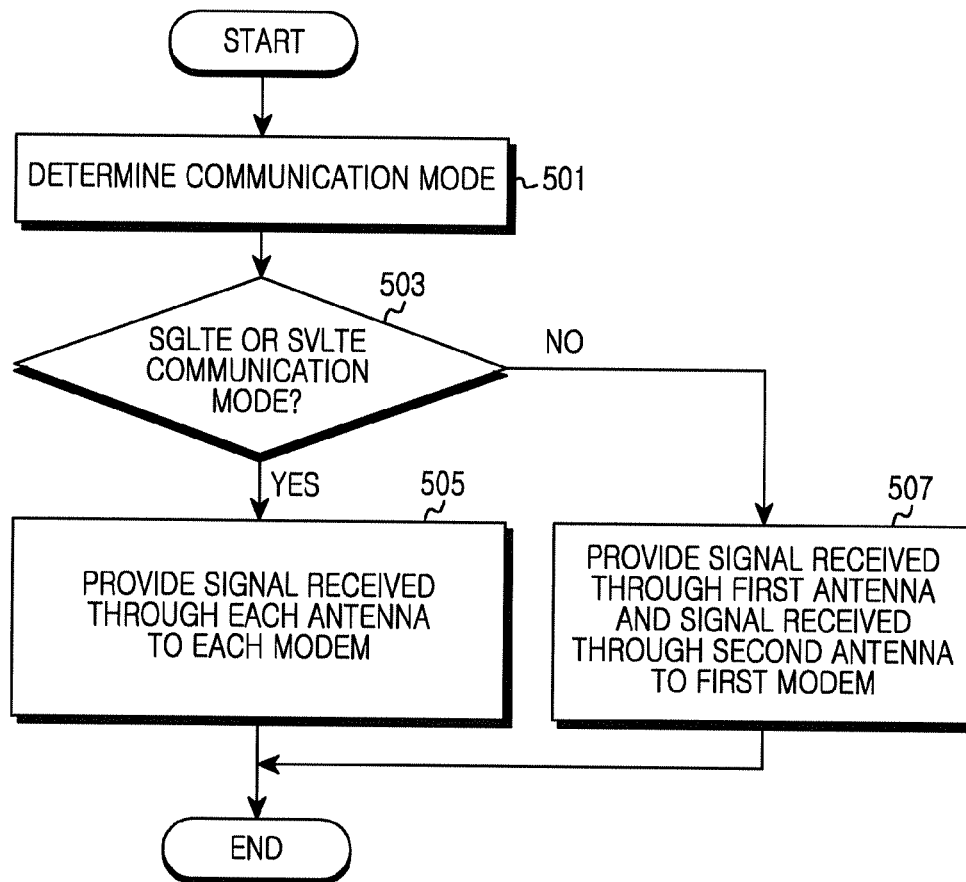 START
DETERMINE COMMUNICATION MODE
501
503
SGLTE OR SVLTE
COMMUNICATION
MODE?
NO
YES
505
PROVIDE SIGNAL RECEIVED
THROUGH EACH ANTENNA
TO EACH MODEM
507
PROVIDE SIGNAL RECEIVED
THROUGH FIRST ANTENNA
AND SIGNAL RECEIVED
THROUGH SECOND ANTENNA
TO FIRST MODEM
END